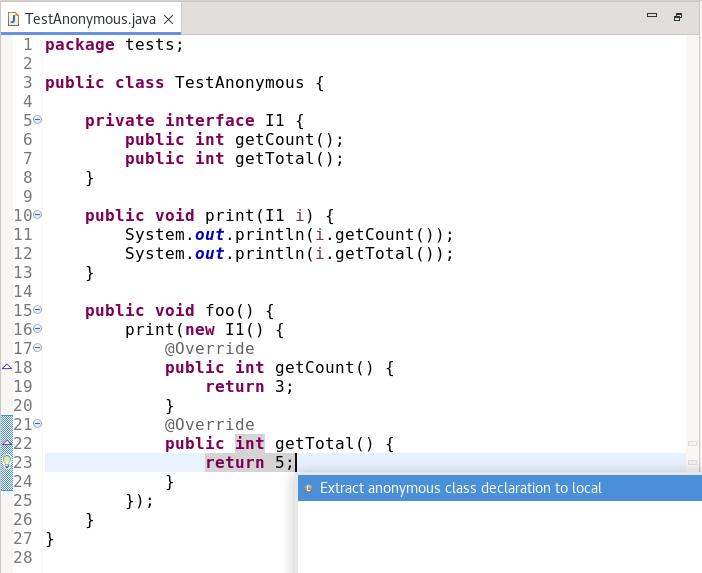 TestAnonymous.java
1 package tests;
2
3 public class TestAnonymous {
4
5     private interface I1 {
6         public int getCount();
7         public int getTotal();
8     }
9
10     public void print(I1 i) {
11         System.out.println(i.getCount());
12         System.out.println(i.getTotal());
13     }
14
15     public void foo() {
16         print(new I1() {
17             @Override
18             public int getCount() {
19                 return 3;
20             }
21             @Override
22             public int getTotal() {
23                 return 5;
24             }
25         });
26     }
27 }
28
Extract anonymous class declaration to local